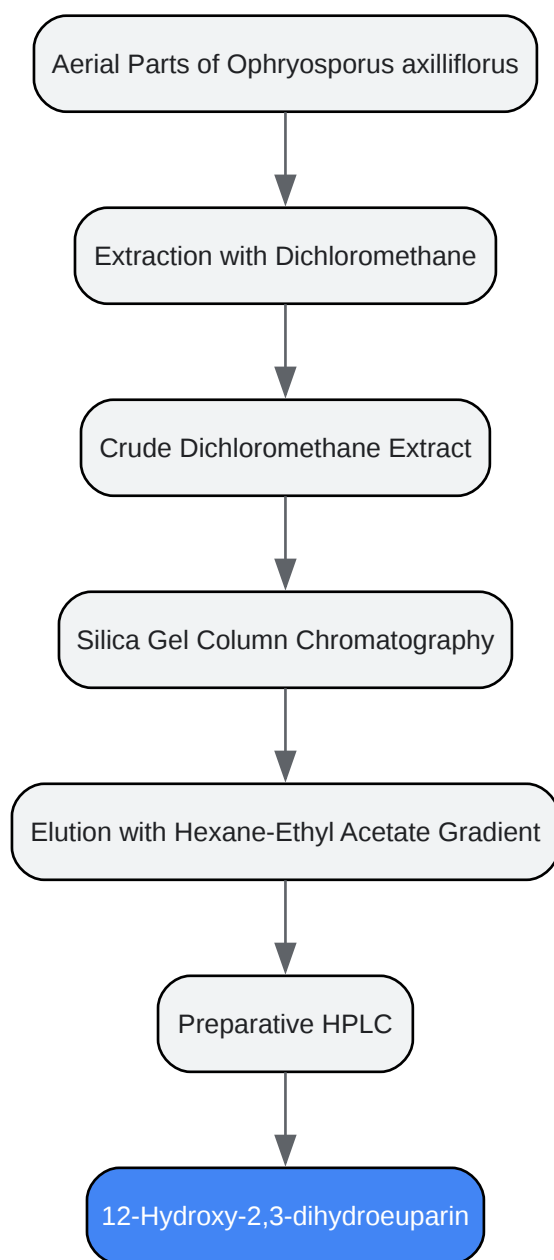 Aerial Parts of Ophryosporus axilliflorus
Extraction with Dichloromethane
Crude Dichloromethane Extract
Silica Gel Column Chromatography
Elution with Hexane-Ethyl Acetate Gradient
Preparative HPLC
12-Hydroxy-2,3-dihydroeuparin